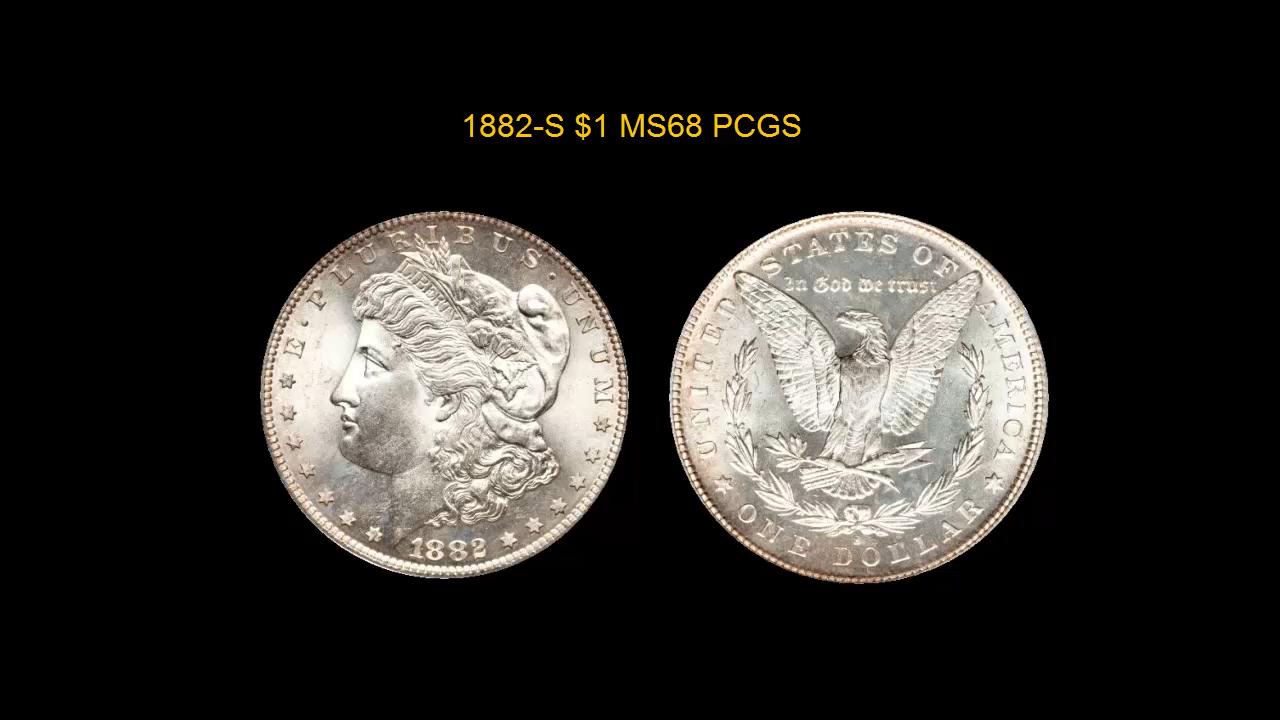 1882-S $1 MS68 PCGS
E·PLURIBUS·UNUM
LIBERTY
1882
UNITED STATES OF AMERICA
In God we trust
ONE DOLLAR